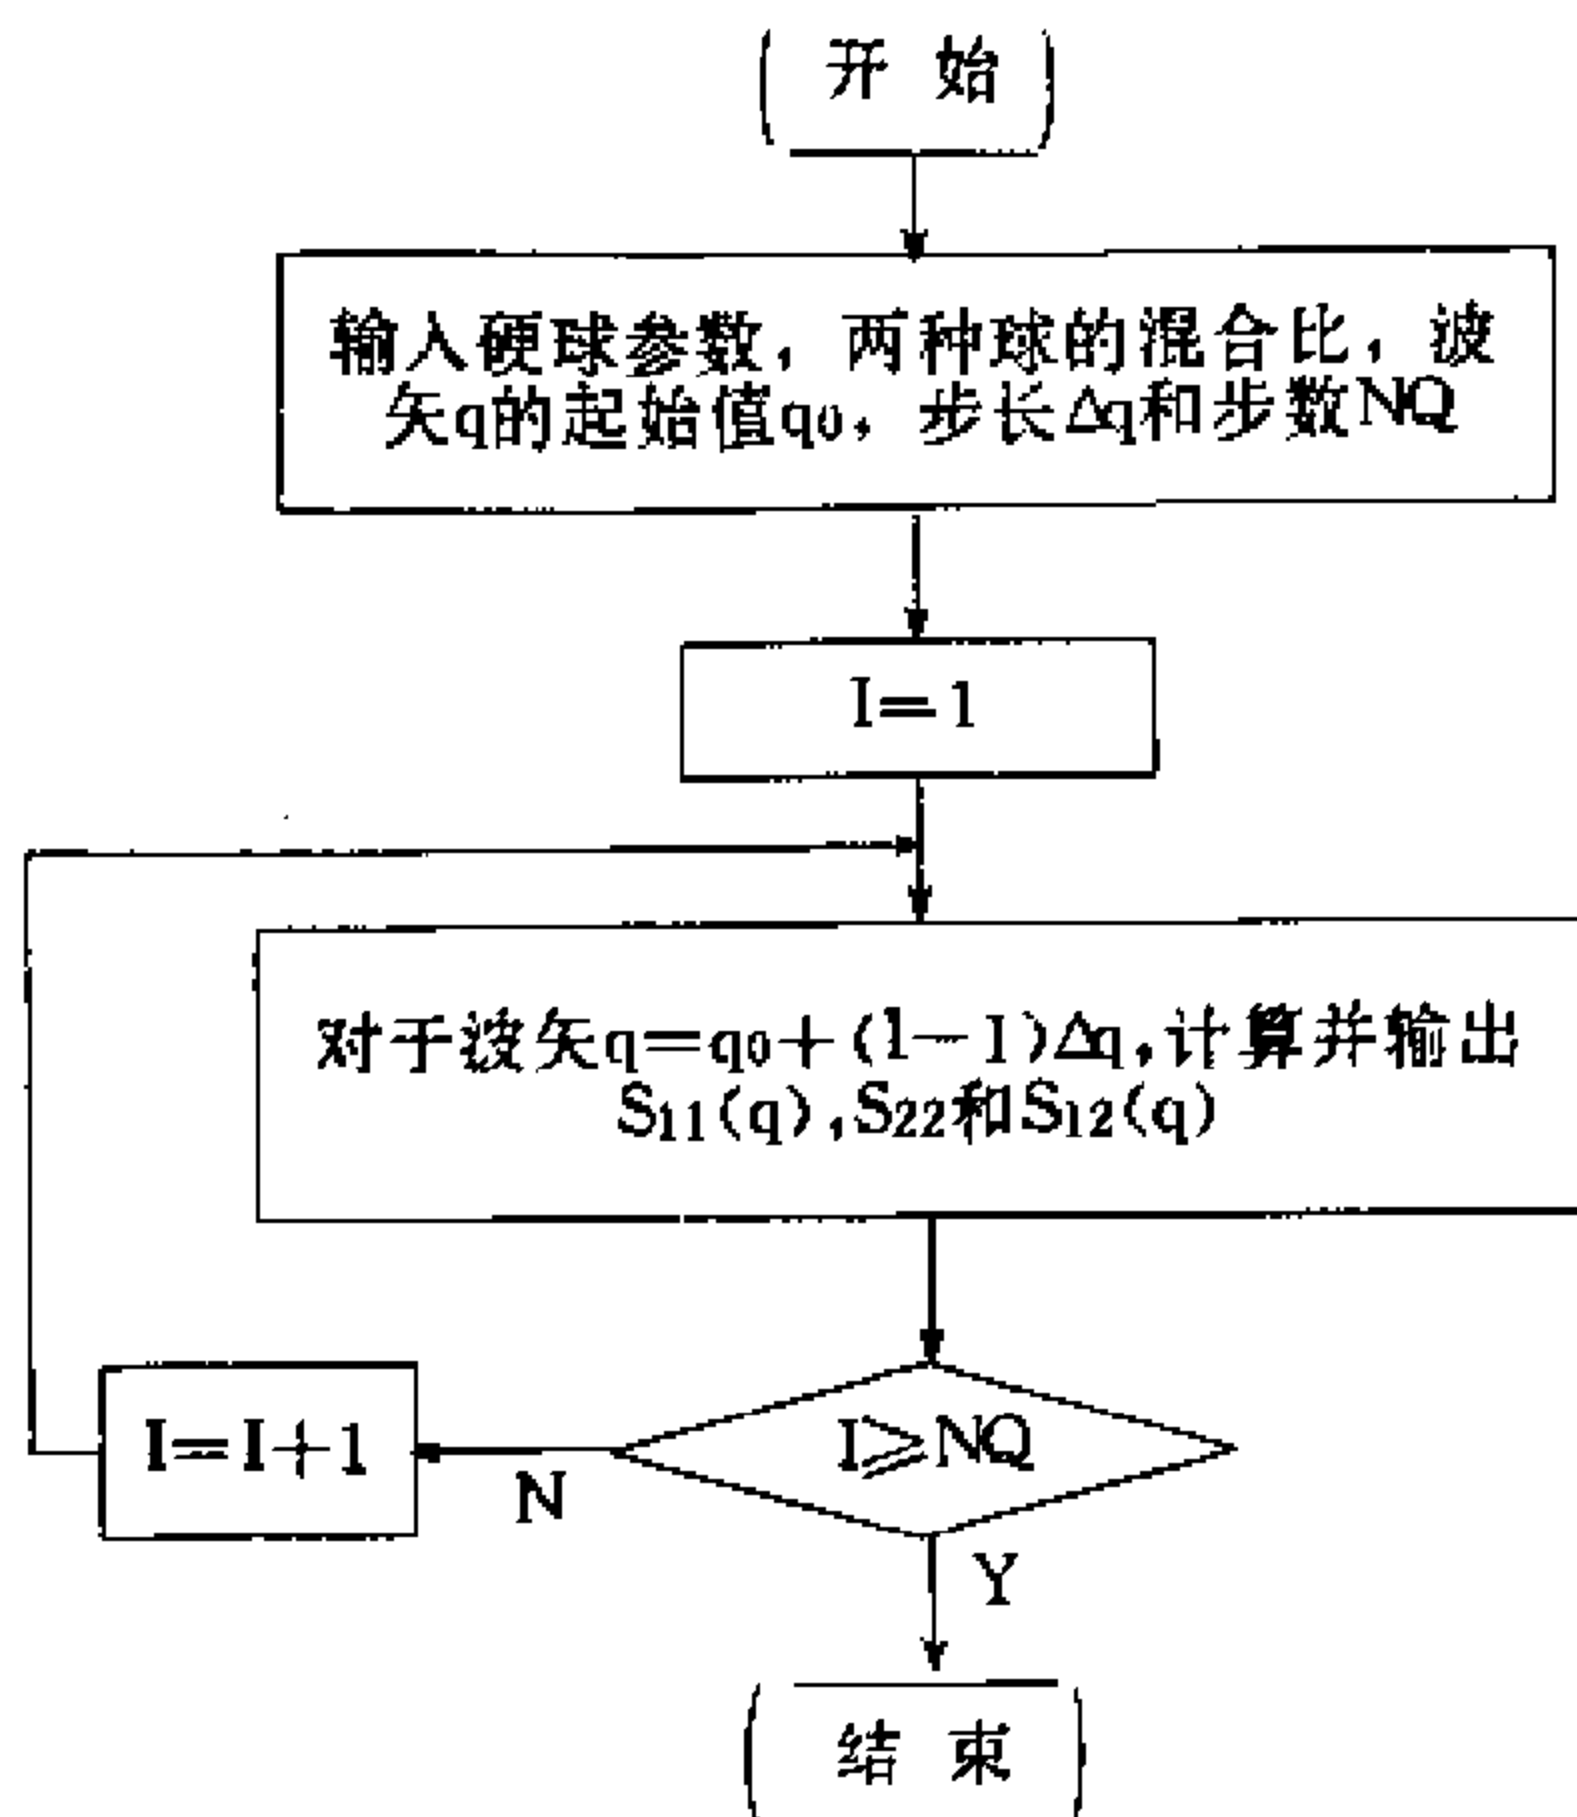 开 始
输入硬球参数，两种球的混合比，波
矢q的起始值q₀，步长Δq和步数NQ
I=1
对于波矢q=q₀+(1-I)Δq,计算并输出
S₁₁(q),S₂₂和S₁₂(q)
I≥NQ
I=I+1
N
Y
结 束